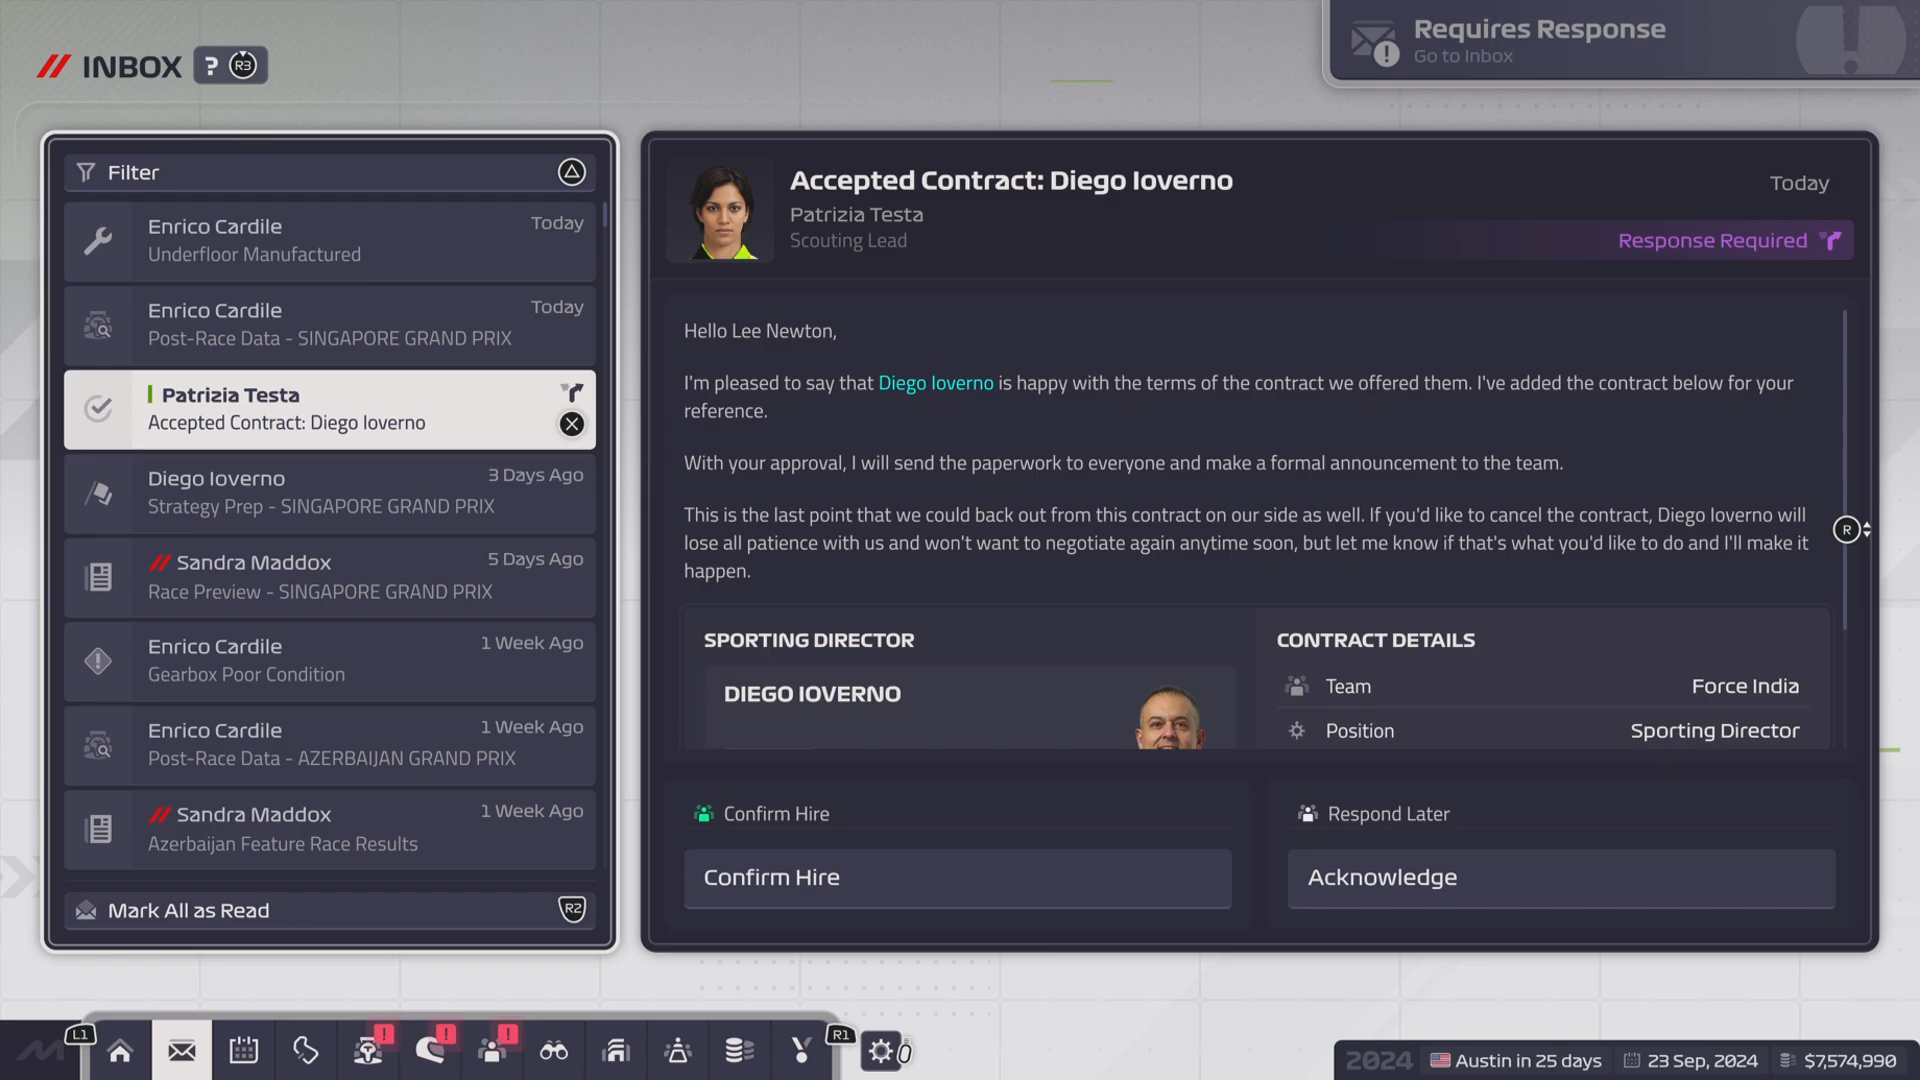 INBOX
?
R3
Requires Response
Go to Inbox
Filter
Enrico Cardile
Today
Underfloor Manufactured
Enrico Cardile
Today
Post-Race Data - SINGAPORE GRAND PRIX
Patrizia Testa
Accepted Contract: Diego Ioverno
Diego Ioverno
3 Days Ago
Strategy Prep - SINGAPORE GRAND PRIX
Sandra Maddox
5 Days Ago
Race Preview - SINGAPORE GRAND PRIX
Enrico Cardile
1 Week Ago
Gearbox Poor Condition
Enrico Cardile
1 Week Ago
Post-Race Data - AZERBAIJAN GRAND PRIX
Sandra Maddox
1 Week Ago
Azerbaijan Feature Race Results
Mark All as Read
R2
Accepted Contract: Diego Ioverno
Today
Patrizia Testa
Scouting Lead
Response Required
Hello Lee Newton,
I'm pleased to say that Diego Ioverno is happy with the terms of the contract we offered them. I've added the contract below for your
reference.
With your approval, I will send the paperwork to everyone and make a formal announcement to the team.
This is the last point that we could back out from this contract on our side as well. If you'd like to cancel the contract, Diego Ioverno will
lose all patience with us and won't want to negotiate again anytime soon, but let me know if that's what you'd like to do and I'll make it
happen.
R
SPORTING DIRECTOR
DIEGO IOVERNO
CONTRACT DETAILS
Team
Force India
Position
Sporting Director
Confirm Hire
Confirm Hire
Respond Later
Acknowledge
L1
!
!
!
R1
2024
Austin in 25 days
23 Sep, 2024
$7,574,990